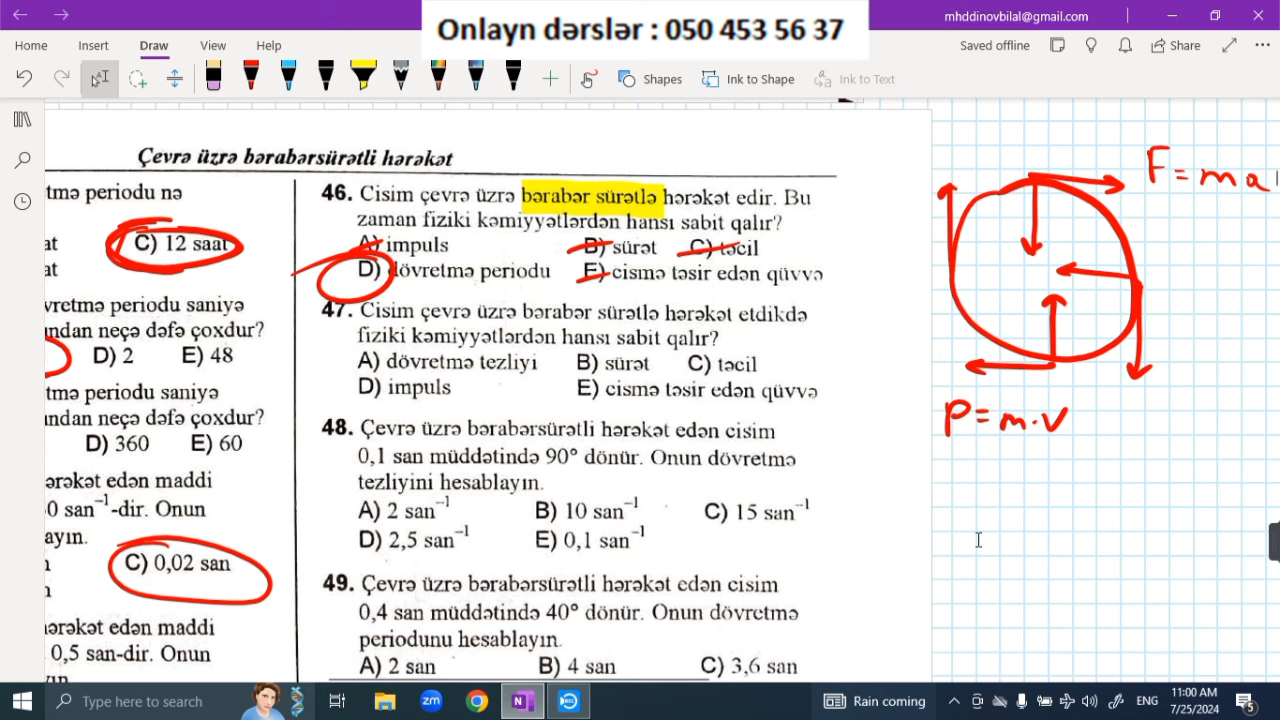 Onlayn dərslər : 050 453 56 37
mhddinovbilal@gmail.com
Home Insert Draw View Help
Saved offline
Share
Shapes
Ink to Shape
Ink to Text
Çevrə üzrə bərabərsürətli hərəkət
tmə periodu nə
at C) 12 saat
at
vretmə periodu saniyə
ndan neçə dəfə çoxdur?
D) 2 E) 48
tmə periodu saniyə
ndan neçə dəfə çoxdur?
D) 360 E) 60
ərəkət edən maddi
0 san⁻¹-dir. Onun
ayın.
C) 0,02 san
ərəkət edən maddi
0,5 san-dir. Onun
yın
46. Cisim çevrə üzrə bərabər sürətlə hərəkət edir. Bu
zaman fiziki kəmiyyətlərdən hansı sabit qalır?
A) impuls B) sürət C) təcil
D) dövretmə periodu E) cismə təsir edən qüvvə
47. Cisim çevrə üzrə bərabər sürətlə hərəkət etdikdə
fiziki kəmiyyətlərdən hansı sabit qalır?
A) dövretmə tezliyi B) sürət C) təcil
D) impuls E) cismə təsir edən qüvvə
48. Çevrə üzrə bərabərsürətli hərəkət edən cisim
0,1 san müddətində 90° dönür. Onun dövretmə
tezliyini hesablayın.
A) 2 san⁻¹ B) 10 san⁻¹ C) 15 san⁻¹
D) 2,5 san⁻¹ E) 0,1 san⁻¹
49. Çevrə üzrə bərabərsürətli hərəkət edən cisim
0,4 san müddətində 40° dönür. Onun dövretmə
periodunu hesablayın.
A) 2 san B) 4 san C) 3,6 san
F = ma
P = m·v
Type here to search
Rain coming
ENG
11:00 AM
7/25/2024
5